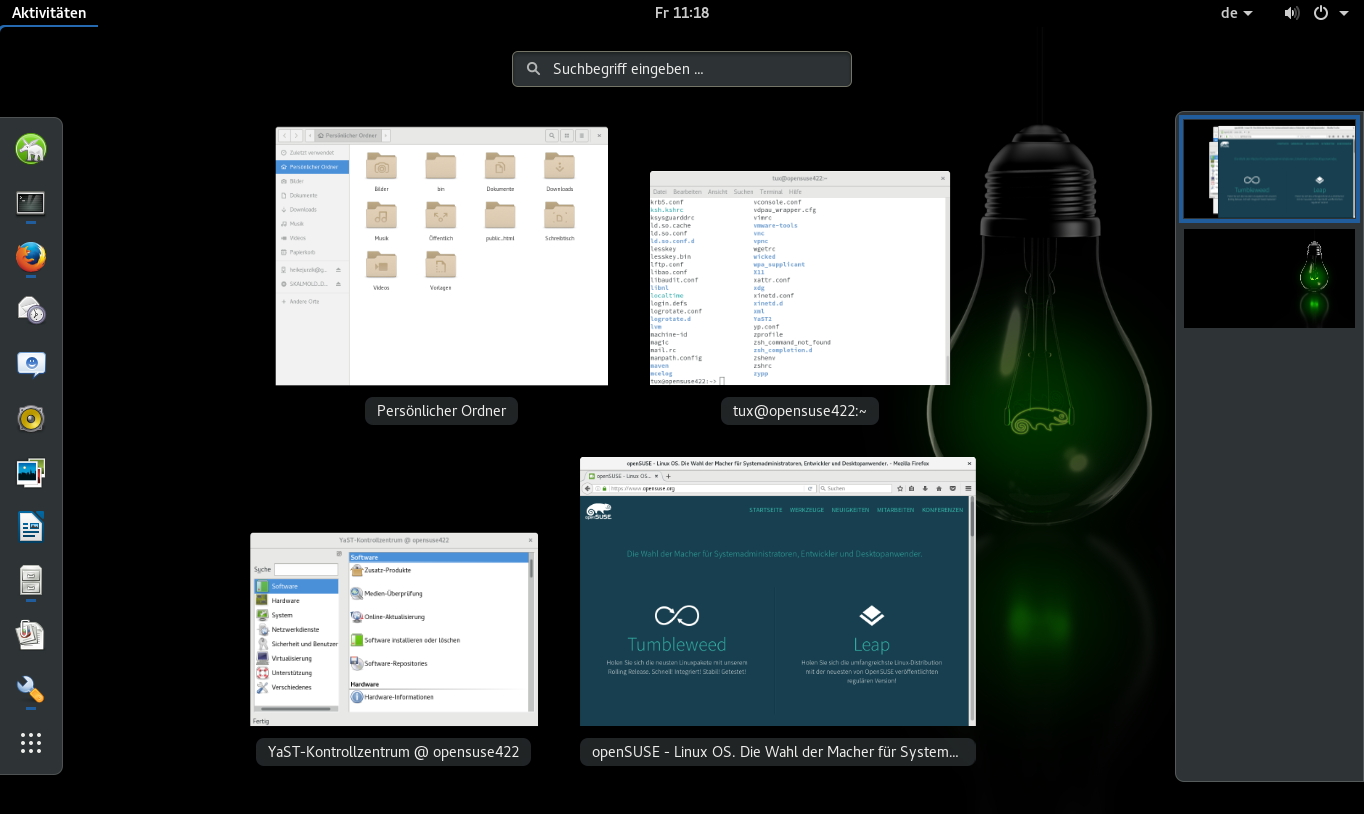 Aktivitäten
Fr 11:18
de
Suchbegriff eingeben ...
Persönlicher Ordner
Zuletzt verwendet
Persönlicher Ordner
Bilder
Dokumente
Downloads
Musik
Videos
Papierkorb
Andere Orte
Bilder
bin
Dokumente
Downloads
Musik
Öffentlich
public_html
Schreibtisch
Videos
Vorlagen
Persönlicher Ordner
tux@opensuse422:~
Datei Bearbeiten Ansicht Suchen Terminal Hilfe
krb5.conf vconsole.conf
ksh.kshrc vdpau_wrapper.cfg
ksysguarddrc vimrc
ld.so.cache vmware-tools
ld.so.conf vnc
ld.so.conf.d vpnc
lesskey wgetrc
lesskey.bin wicked
lftp.conf wpa_supplicant
libao.conf X11
libaudit.conf xattr.conf
libnl xdg
localtime xinetd.conf
login.defs xinetd.d
logrotate.conf xml
logrotate.d YaST2
lvm yp.conf
machine-id zprofile
magic zsh_command_not_found
mail.rc zsh_completion.d
manpath.config zshenv
maven zshrc
mcelog zypp
tux@opensuse422:~>
tux@opensuse422:~
YaST-Kontrollzentrum @ opensuse422
Suche
Software
Hardware
System
Netzwerkdienste
Sicherheit und Benutzer
Virtualisierung
Unterstützung
Verschiedenes
Software
Zusatz-Produkte
Medien-Überprüfung
Online-Aktualisierung
Software installieren oder löschen
Software-Repositories
Hardware
Hardware-Informationen
Fertig
YaST-Kontrollzentrum @ opensuse422
openSUSE - Linux OS. Die Wahl der Macher für Systemadministratoren, Entwickler und Desktopanwender. - Mozilla Firefox
openSUSE - Linux OS...
https://www.opensuse.org
Suchen
openSUSE
STARTSEITE WERKZEUGE NEUIGKEITEN MITARBEITEN KONFERENZEN
Die Wahl der Macher für Systemadministratoren, Entwickler und Desktopanwender.
Tumbleweed
Holen Sie sich die neusten Linuxpakete mit unserem
Rolling Release. Schnell! Integriert! Stabil! Getestet!
Leap
Holen Sie sich die umfangreichste Linux-Distribution
mit der neuesten von OpenSUSE veröffentlichten
regulären Version!
openSUSE - Linux OS. Die Wahl der Macher für System...
Tumbleweed
Leap